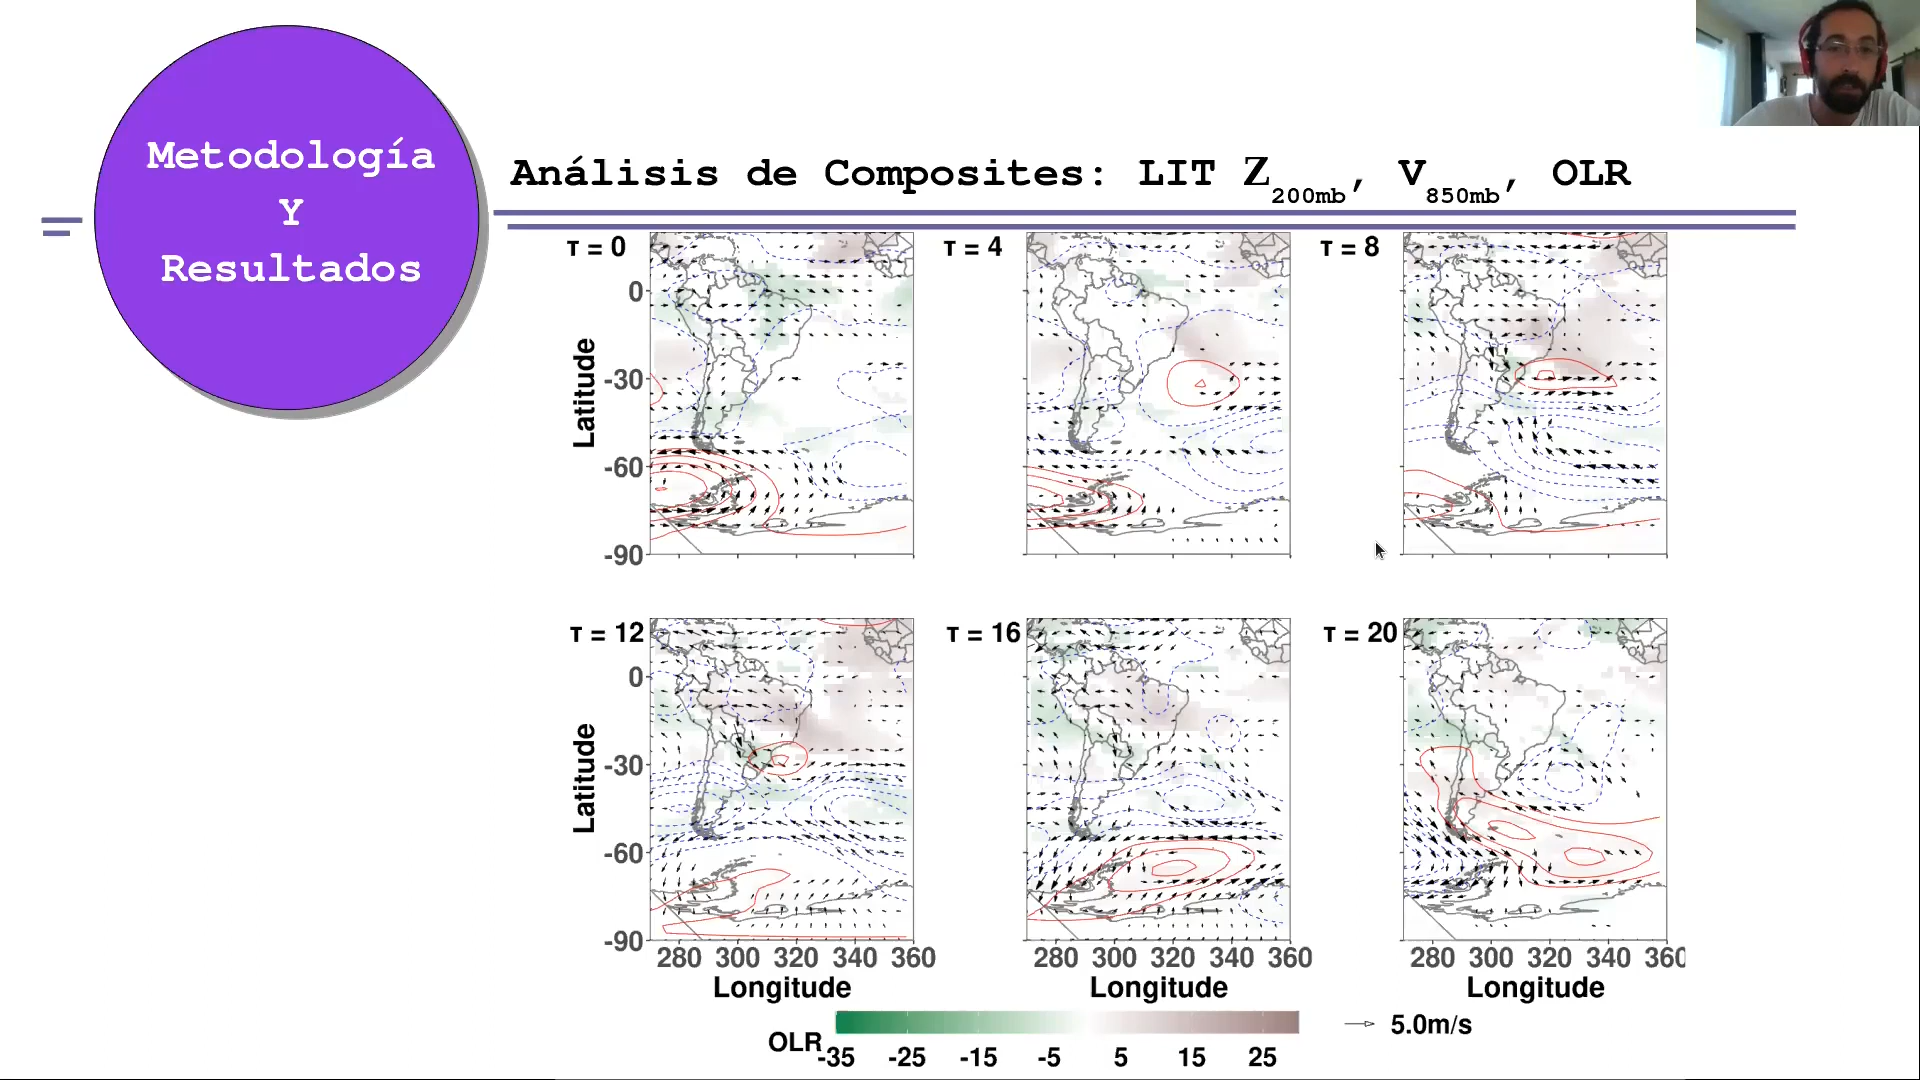 Metodología
Y
Resultados
Análisis de Composites: LIT Z200mb, V850mb, OLR
τ = 0
τ = 4
τ = 8
0
-30
-60
-90
Latitude
τ = 12
τ = 16
τ = 20
0
-30
-60
-90
Latitude
280 300 320 340 360
280 300 320 340 360
280 300 320 340 360
Longitude
Longitude
Longitude
OLR
-35 -25 -15 -5 5 15 25
5.0m/s